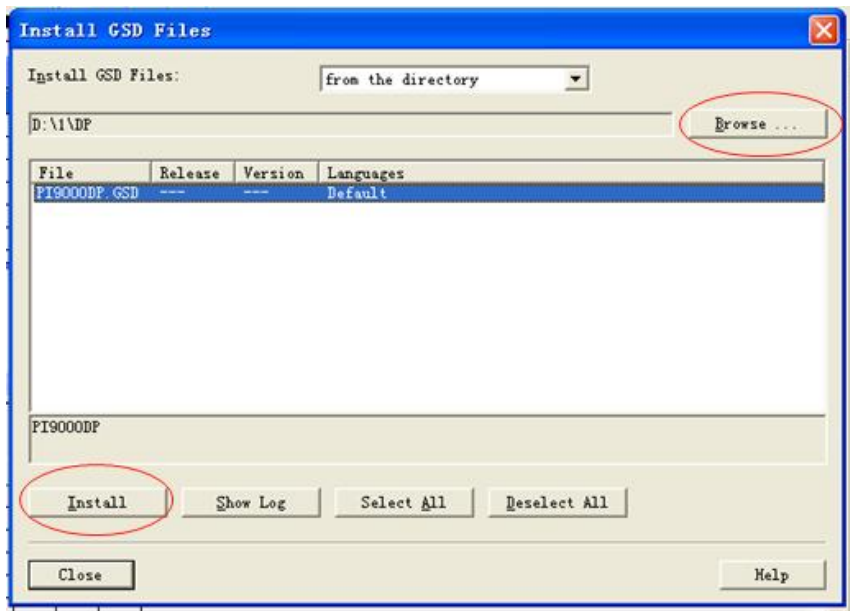 Install GSD Files
Install GSD Files: from the directory
D:\1\DP Browse ...
File Release Version Languages
PI9000DP.GSD --- --- Default
PI9000DP
Install Show Log Select All Deselect All
Close Help